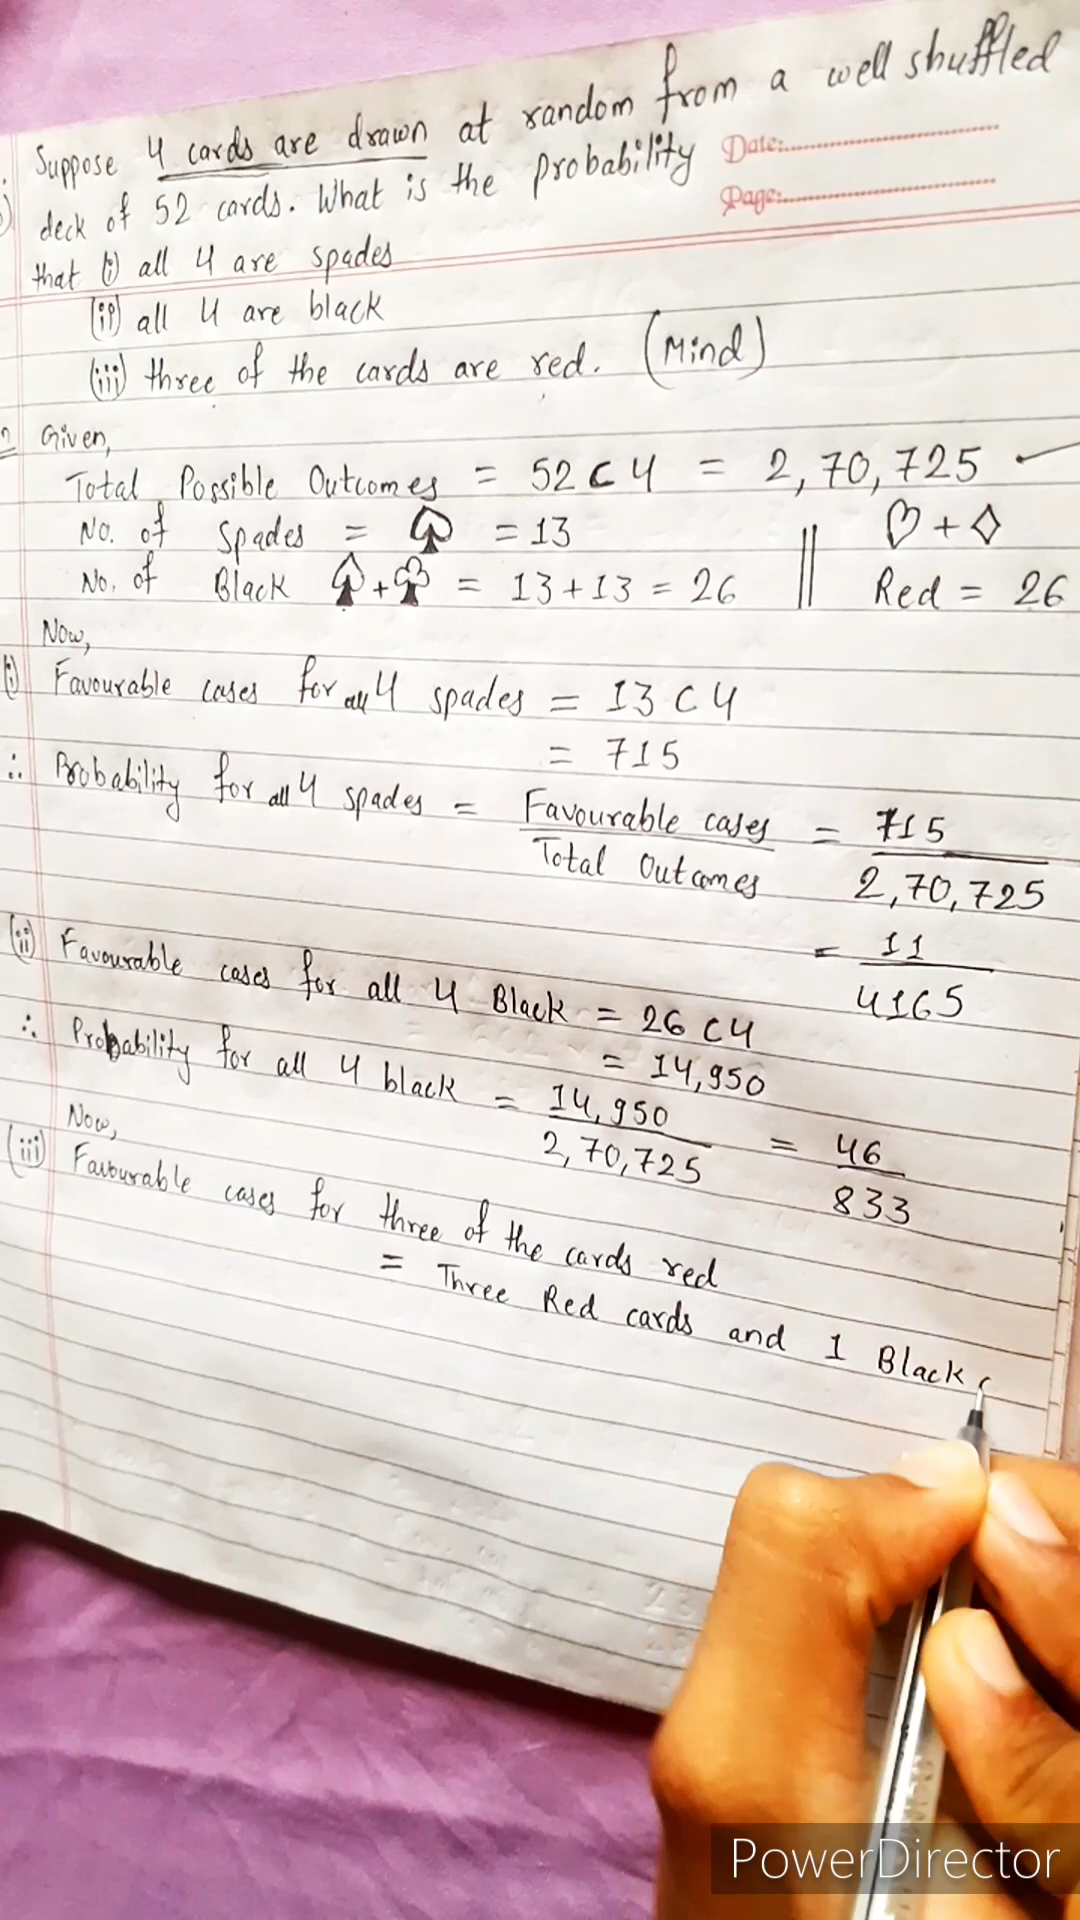 Suppose 4 cards are drawn at random from a well shuffled
deck of 52 cards. What is the probability
Date:
Page:
that (i) all 4 are spades
(ii) all 4 are black
(iii) three of the cards are red. (Mind)
Given,
Total Possible Outcomes = 52C4 = 2,70,725
No. of Spades = ♠ = 13
♡ + ♢
No. of Black ♠ + ♣ = 13 + 13 = 26 || Red = 26
Now,
(i) Favourable cases for all 4 spades = 13C4
= 715
∴ Probability for all 4 spades = Favourable cases / Total Outcomes = 715 / 2,70,725
= 11 / 4165
(ii) Favourable cases for all 4 Black = 26C4
= 14,950
∴ Probability for all 4 black = 14,950 / 2,70,725 = 46 / 833
Now,
(iii) Favourable cases for three of the cards red
= Three Red cards and 1 Black
PowerDirector